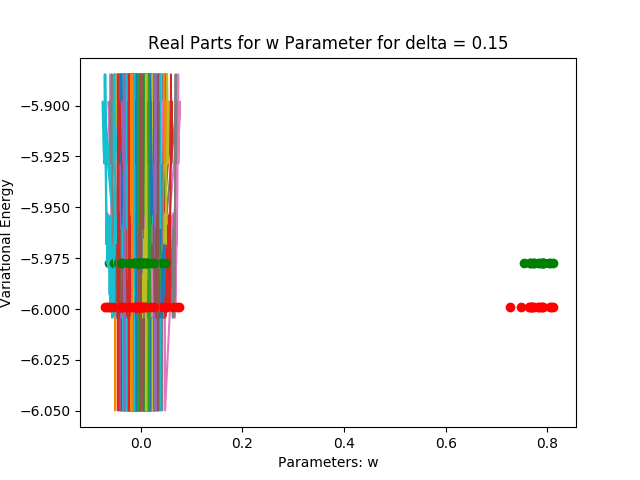 Real Parts for w Parameter for delta = 0.15
−5.900
−5.925
−5.950
−5.975
−6.000
−6.025
−6.050
Variational Energy
0.0 0.2 0.4 0.6 0.8
Parameters: w